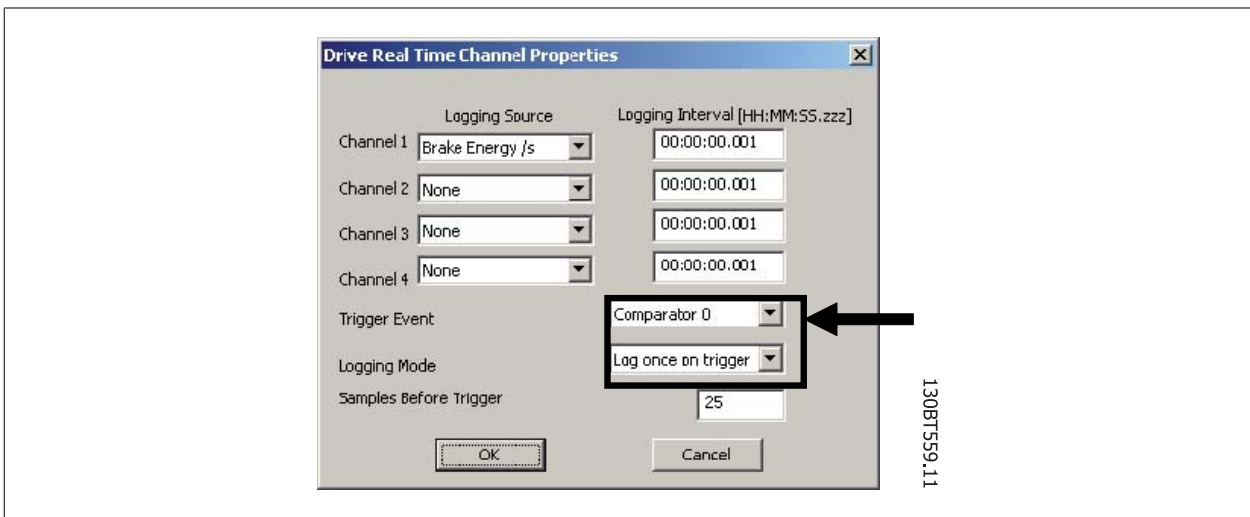 Drive Real Time Channel Properties
Logging Source Logging Interval [HH:MM:SS.zzz]
Channel 1 Brake Energy /s 00:00:00.001
Channel 2 None 00:00:00.001
Channel 3 None 00:00:00.001
Channel 4 None 00:00:00.001
Trigger Event Comparator 0
Logging Mode Log once on trigger
Samples Before Trigger 25
OK Cancel
130BT559.11